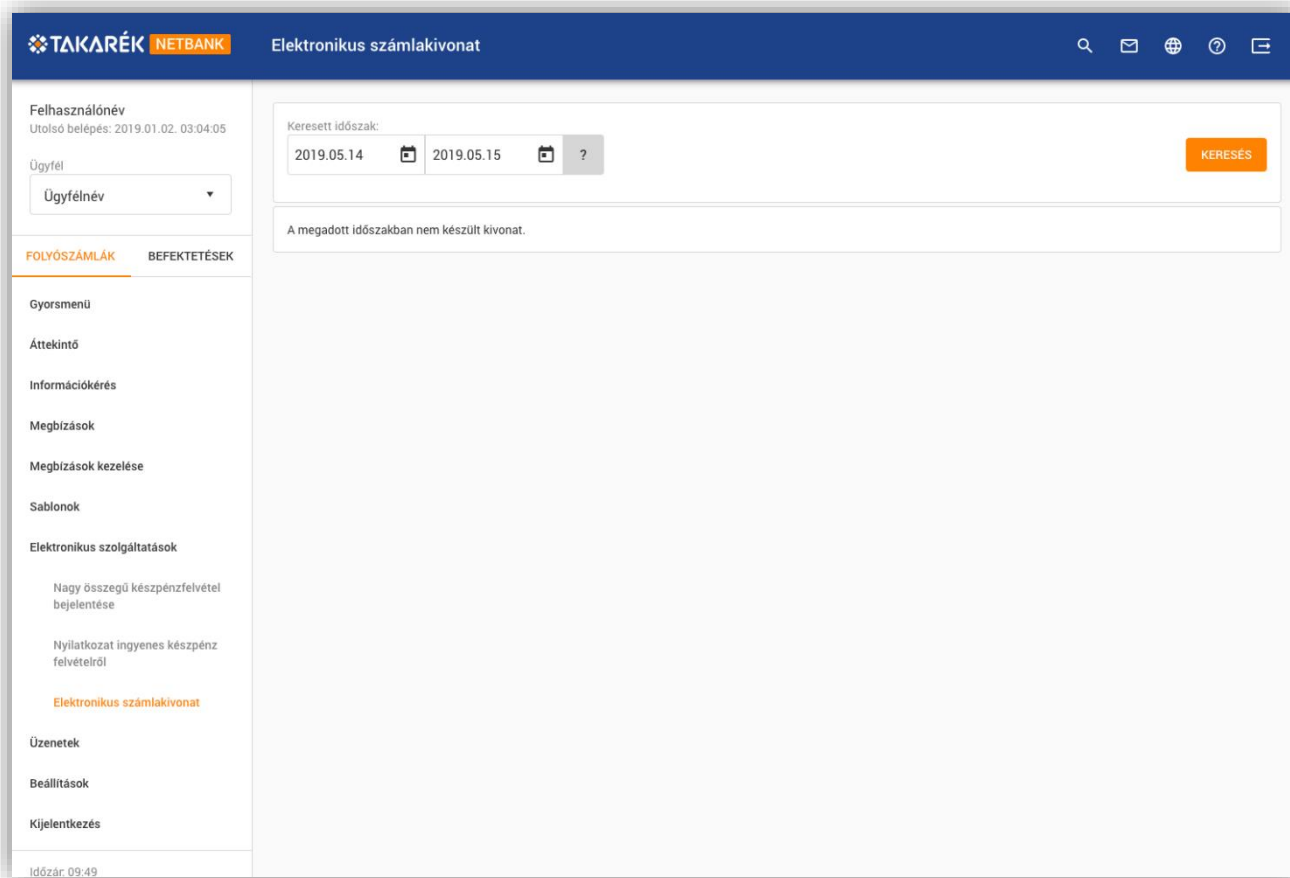 TAKARÉK NETBANK
Elektronikus számlakivonat
Felhasználónév
Utolsó belépés: 2019.01.02. 03:04:05
Ügyfél
Ügyfélnév
FOLYÓSZÁMLÁK BEFEKTETÉSEK
Gyorsmenü
Áttekintő
Információkérés
Megbízások
Megbízások kezelése
Sablonok
Elektronikus szolgáltatások
Nagy összegű készpénzfelvétel
bejelentése
Nyilatkozat ingyenes készpénz
felvételről
Elektronikus számlakivonat
Üzenetek
Beállítások
Kijelentkezés
Időzár: 09:49
Keresett időszak:
2019.05.14 2019.05.15 ?
KERESÉS
A megadott időszakban nem készült kivonat.